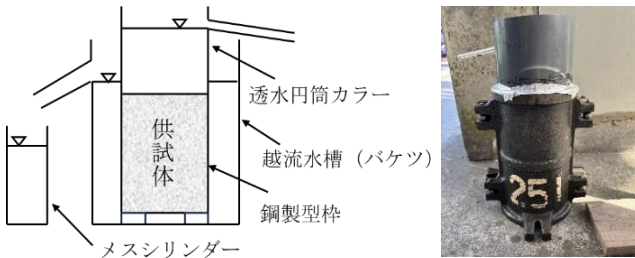 透水円筒カラー
供試体
越流水槽(バケツ)
鋼製型枠
メスシリンダー
251